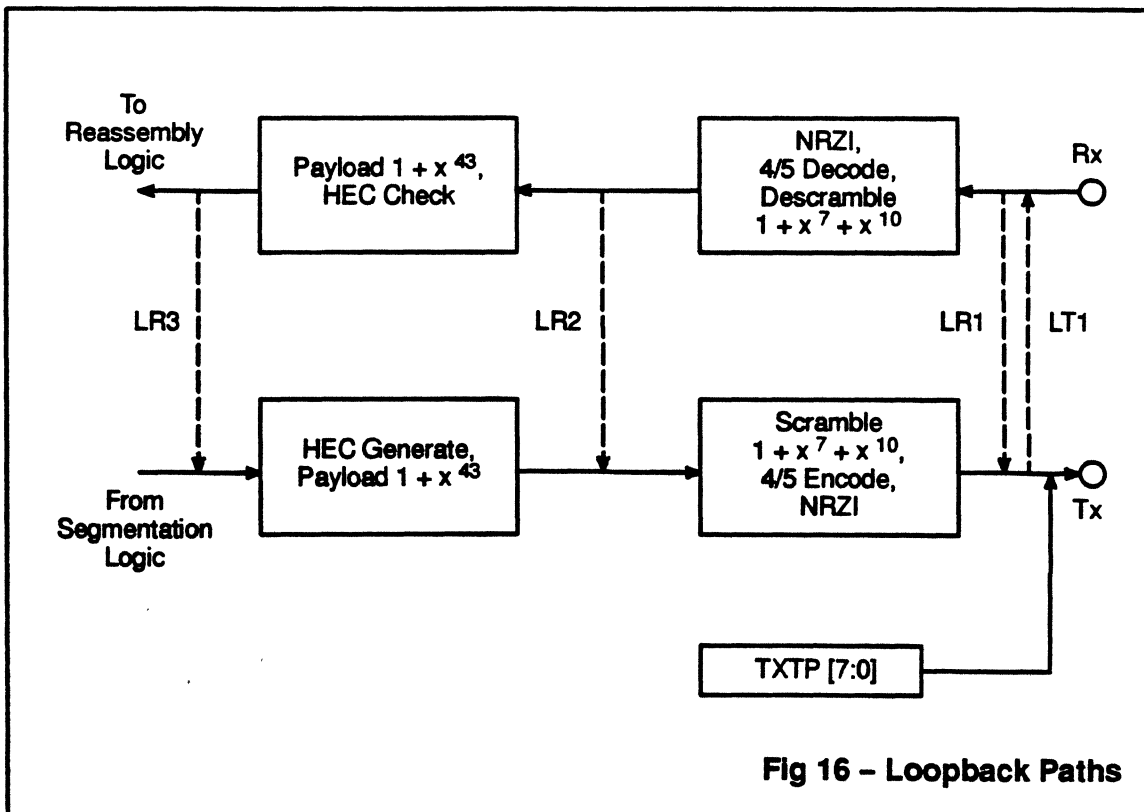 To
Reassembly
Logic
Payload 1 + x 43,
HEC Check
NRZI,
4/5 Decode,
Descramble
1 + x 7 + x 10
Rx
LR3
LR2
LR1
LT1
From
Segmentation
Logic
HEC Generate,
Payload 1 + x 43
Scramble
1 + x 7 + x 10,
4/5 Encode,
NRZI
Tx
TXTP [7:0]
Fig 16 – Loopback Paths